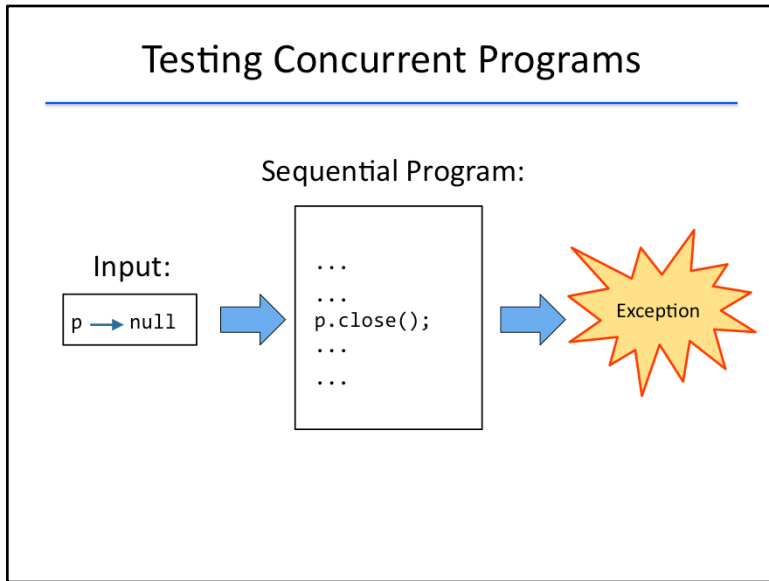 Testing Concurrent Programs
Sequential Program:
Input:
p → null
...
...
p.close();
...
...
Exception